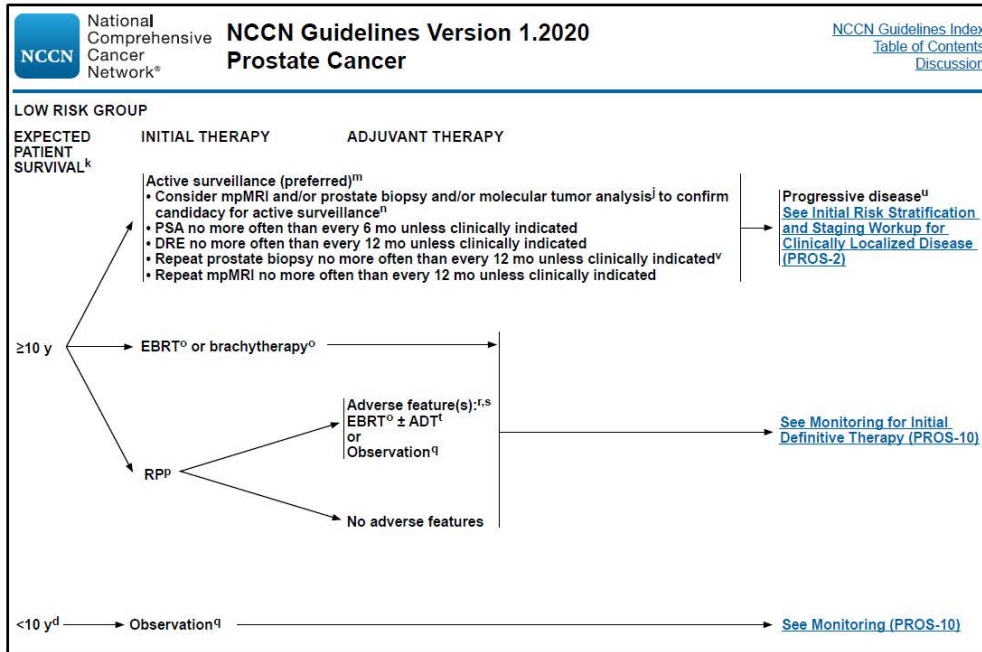 National
Comprehensive
Cancer
Network®
NCCN
NCCN Guidelines Version 1.2020
Prostate Cancer
NCCN Guidelines Index
Table of Contents
Discussion
LOW RISK GROUP
EXPECTED
PATIENT
SURVIVALᵏ
INITIAL THERAPY
ADJUVANT THERAPY
≥10 y
Active surveillance (preferred)ᵐ
• Consider mpMRI and/or prostate biopsy and/or molecular tumor analysisʲ to confirm
candidacy for active surveillanceⁿ
• PSA no more often than every 6 mo unless clinically indicated
• DRE no more often than every 12 mo unless clinically indicated
• Repeat prostate biopsy no more often than every 12 mo unless clinically indicatedᵛ
• Repeat mpMRI no more often than every 12 mo unless clinically indicated
Progressive diseaseᵘ
See Initial Risk Stratification
and Staging Workup for
Clinically Localized Disease
(PROS-2)
EBRTᵒ or brachytherapyᵒ
RPᵖ
Adverse feature(s):ʳ,ˢ
EBRTᵒ ± ADTᵗ
or
Observation𐞥
No adverse features
See Monitoring for Initial
Definitive Therapy (PROS-10)
<10 yᵈ
Observation𐞥
See Monitoring (PROS-10)